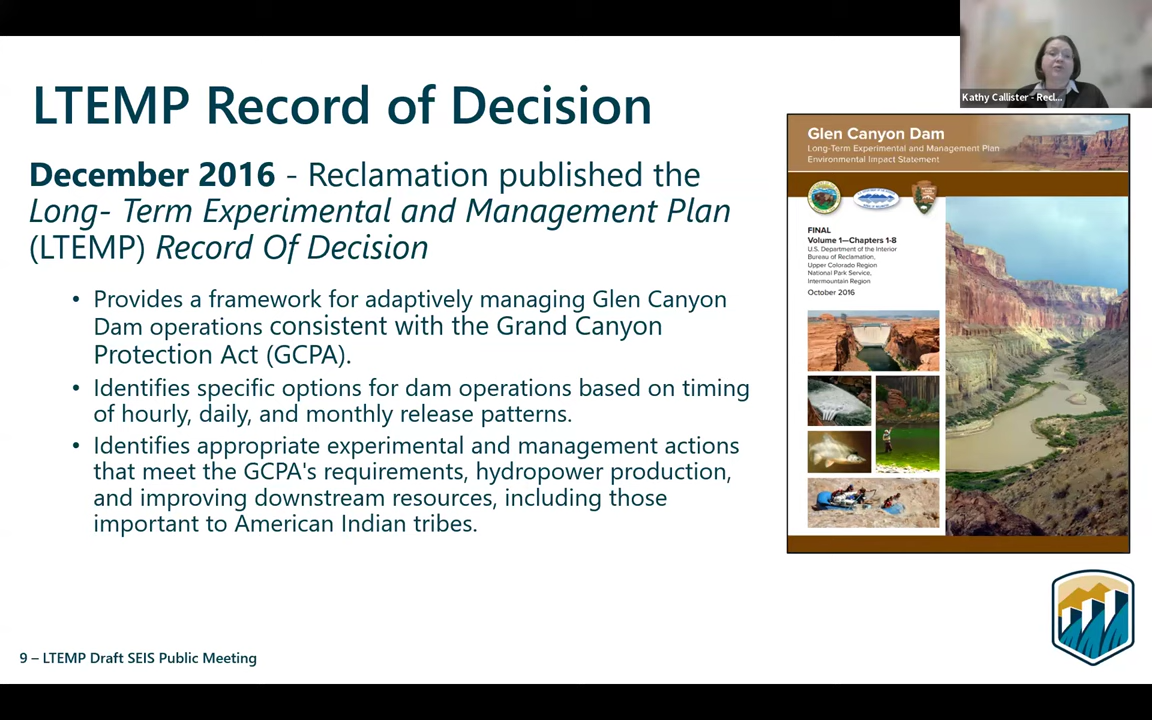 Kathy Callister - Recl...
LTEMP Record of Decision
December 2016 - Reclamation published the
Long- Term Experimental and Management Plan
(LTEMP) Record Of Decision
• Provides a framework for adaptively managing Glen Canyon
Dam operations consistent with the Grand Canyon
Protection Act (GCPA).
• Identifies specific options for dam operations based on timing
of hourly, daily, and monthly release patterns.
• Identifies appropriate experimental and management actions
that meet the GCPA's requirements, hydropower production,
and improving downstream resources, including those
important to American Indian tribes.
Glen Canyon Dam
Long-Term Experimental and Management Plan
Environmental Impact Statement
FINAL
Volume 1—Chapters 1-8
U.S. Department of the Interior
Bureau of Reclamation,
Upper Colorado Region
National Park Service,
Intermountain Region
October 2016
9 – LTEMP Draft SEIS Public Meeting